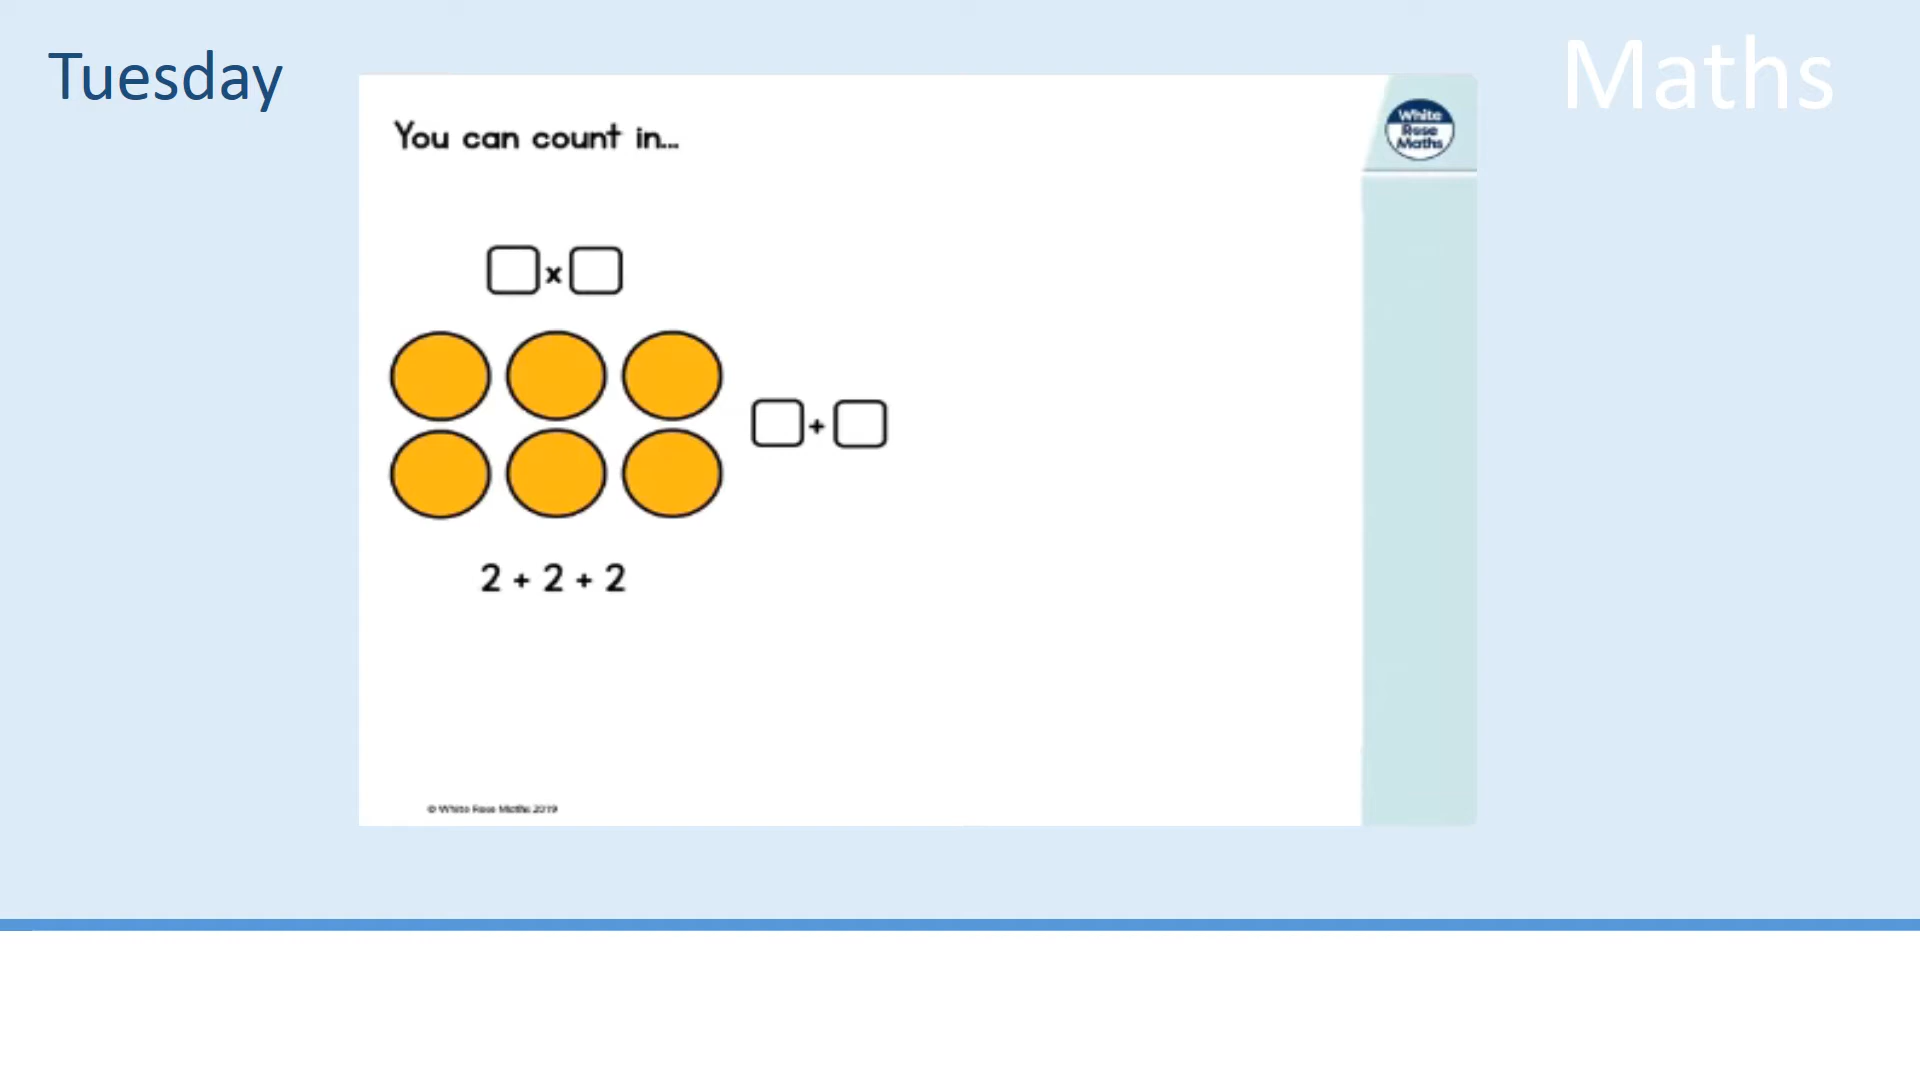 Tuesday
Maths
You can count in...
White
Rose
Maths
x
+
2 + 2 + 2
© White Rose Maths 2019